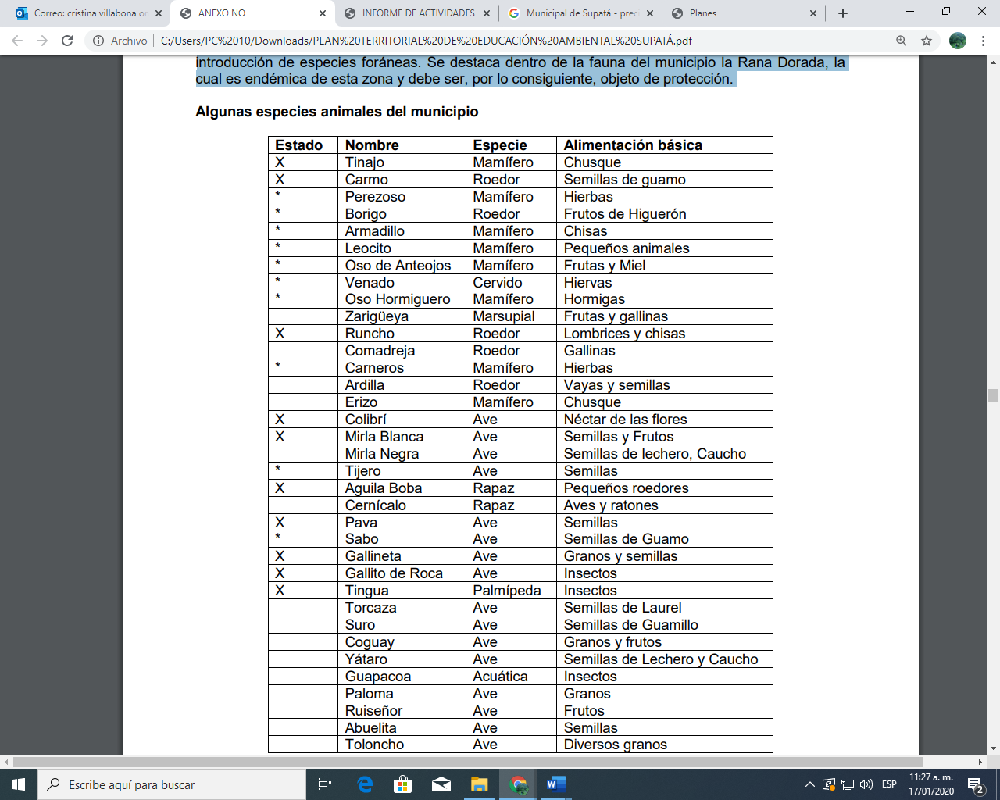 Correo: cristina villabona or
ANEXO NO
INFORME DE ACTIVIDADES
Municipal de Supatá - prec
Planes
Archivo | C:/Users/PC%2010/Downloads/PLAN%20TERRITORIAL%20DE%20EDUCACIÓN%20AMBIENTAL%20SUPATÁ.pdf
introducción de especies foráneas. Se destaca dentro de la fauna del municipio la Rana Dorada, la
cual es endémica de esta zona y debe ser, por lo consiguiente, objeto de protección.
Algunas especies animales del municipio
Estado Nombre Especie Alimentación básica
X Tinajo Mamífero Chusque
X Carmo Roedor Semillas de guamo
* Perezoso Mamífero Hierbas
* Borigo Roedor Frutos de Higuerón
* Armadillo Mamífero Chisas
* Leocito Mamífero Pequeños animales
* Oso de Anteojos Mamífero Frutas y Miel
* Venado Cervido Hiervas
* Oso Hormiguero Mamífero Hormigas
Zarigüeya Marsupial Frutas y gallinas
X Runcho Roedor Lombrices y chisas
Comadreja Roedor Gallinas
* Carneros Mamífero Hierbas
Ardilla Roedor Vayas y semillas
Erizo Mamífero Chusque
X Colibrí Ave Néctar de las flores
X Mirla Blanca Ave Semillas y Frutos
Mirla Negra Ave Semillas de lechero, Caucho
* Tijero Ave Semillas
X Aguila Boba Rapaz Pequeños roedores
Cernícalo Rapaz Aves y ratones
X Pava Ave Semillas
* Sabo Ave Semillas de Guamo
X Gallineta Ave Granos y semillas
X Gallito de Roca Ave Insectos
X Tingua Palmípeda Insectos
Torcaza Ave Semillas de Laurel
Suro Ave Semillas de Guamillo
Coguay Ave Granos y frutos
Yátaro Ave Semillas de Lechero y Caucho
Guapacoa Acuática Insectos
Paloma Ave Granos
Ruiseñor Ave Frutos
Abuelita Ave Semillas
Toloncho Ave Diversos granos
Escribe aquí para buscar
ESP
11:27 a. m.
17/01/2020
2